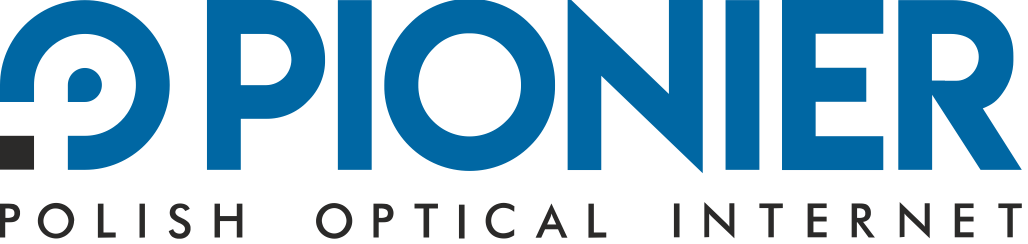 PIONIER
POLISH OPTICAL INTERNET